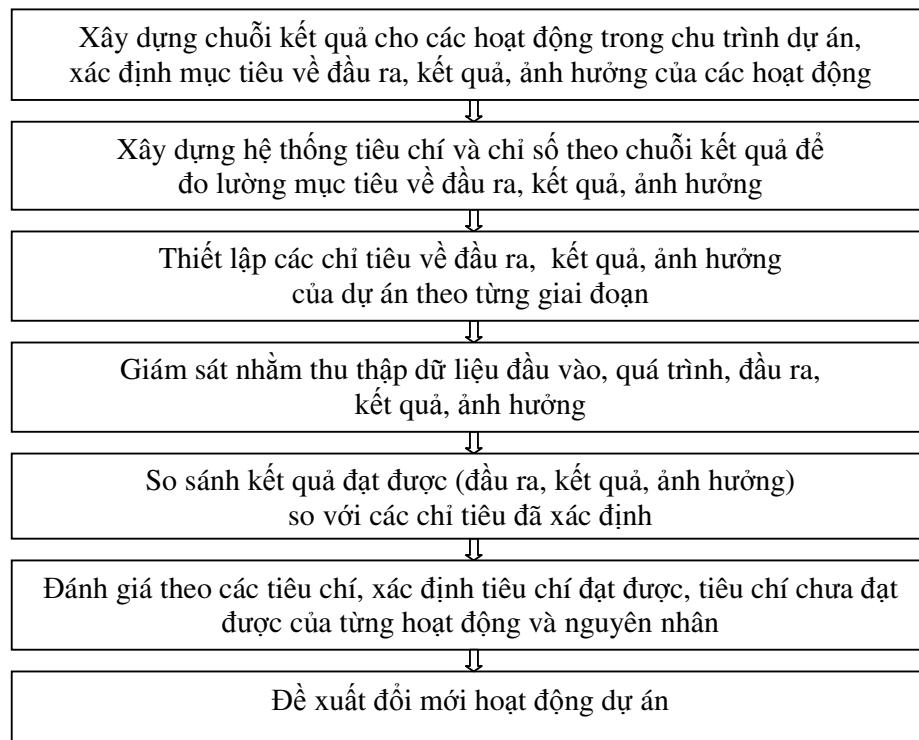 Xây dựng chuỗi kết quả cho các hoạt động trong chu trình dự án,
xác định mục tiêu về đầu ra, kết quả, ảnh hưởng của các hoạt động
Xây dựng hệ thống tiêu chí và chỉ số theo chuỗi kết quả để
đo lường mục tiêu về đầu ra, kết quả, ảnh hưởng
Thiết lập các chỉ tiêu về đầu ra, kết quả, ảnh hưởng
của dự án theo từng giai đoạn
Giám sát nhằm thu thập dữ liệu đầu vào, quá trình, đầu ra,
kết quả, ảnh hưởng
So sánh kết quả đạt được (đầu ra, kết quả, ảnh hưởng)
so với các chỉ tiêu đã xác định
Đánh giá theo các tiêu chí, xác định tiêu chí đạt được, tiêu chí chưa đạt
được của từng hoạt động và nguyên nhân
Đề xuất đổi mới hoạt động dự án